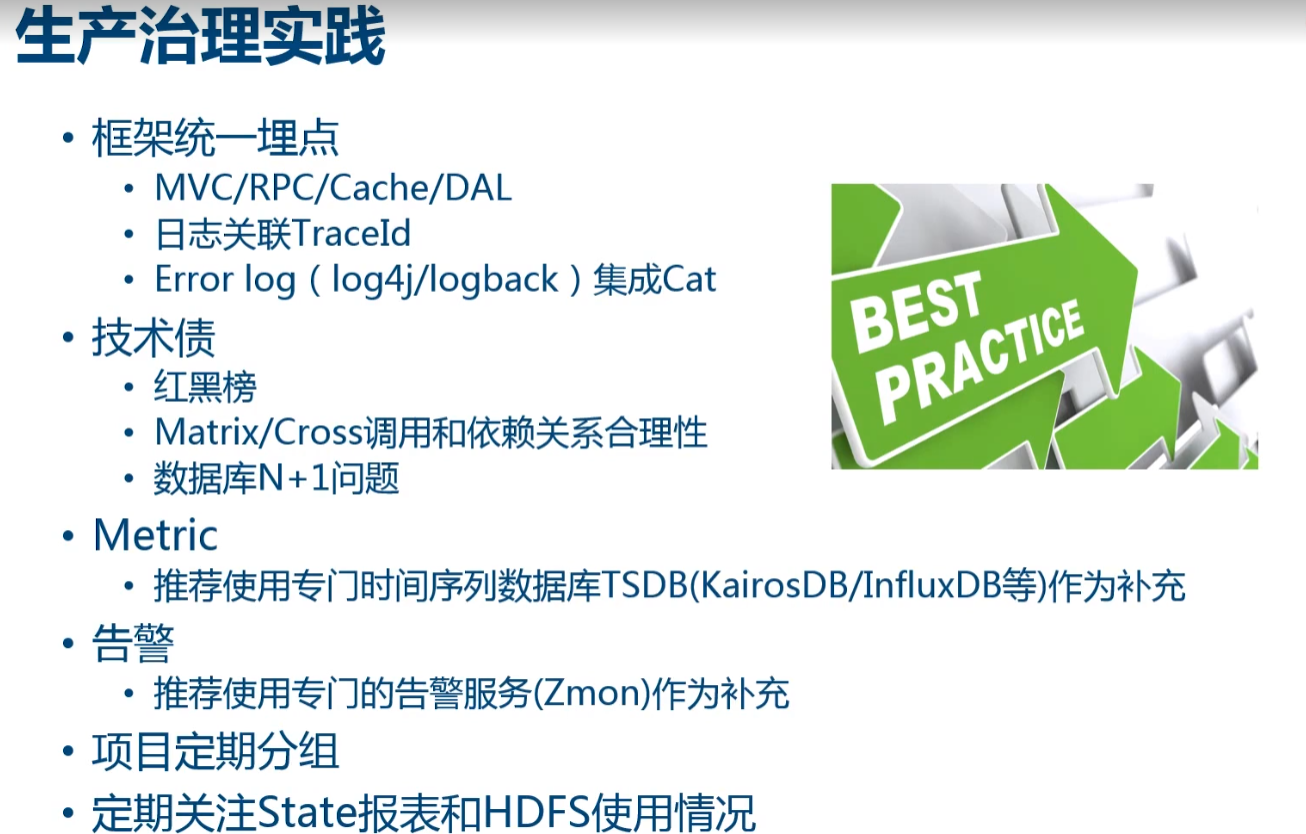 生产治理实践
• 框架统一埋点
• MVC/RPC/Cache/DAL
• 日志关联TraceId
• Error log（log4j/logback）集成Cat
• 技术债
• 红黑榜
• Matrix/Cross调用和依赖关系合理性
• 数据库N+1问题
• Metric
• 推荐使用专门时间序列数据库TSDB(KairosDB/InfluxDB等)作为补充
• 告警
• 推荐使用专门的告警服务(Zmon)作为补充
• 项目定期分组
• 定期关注State报表和HDFS使用情况
BEST
PRACTICE